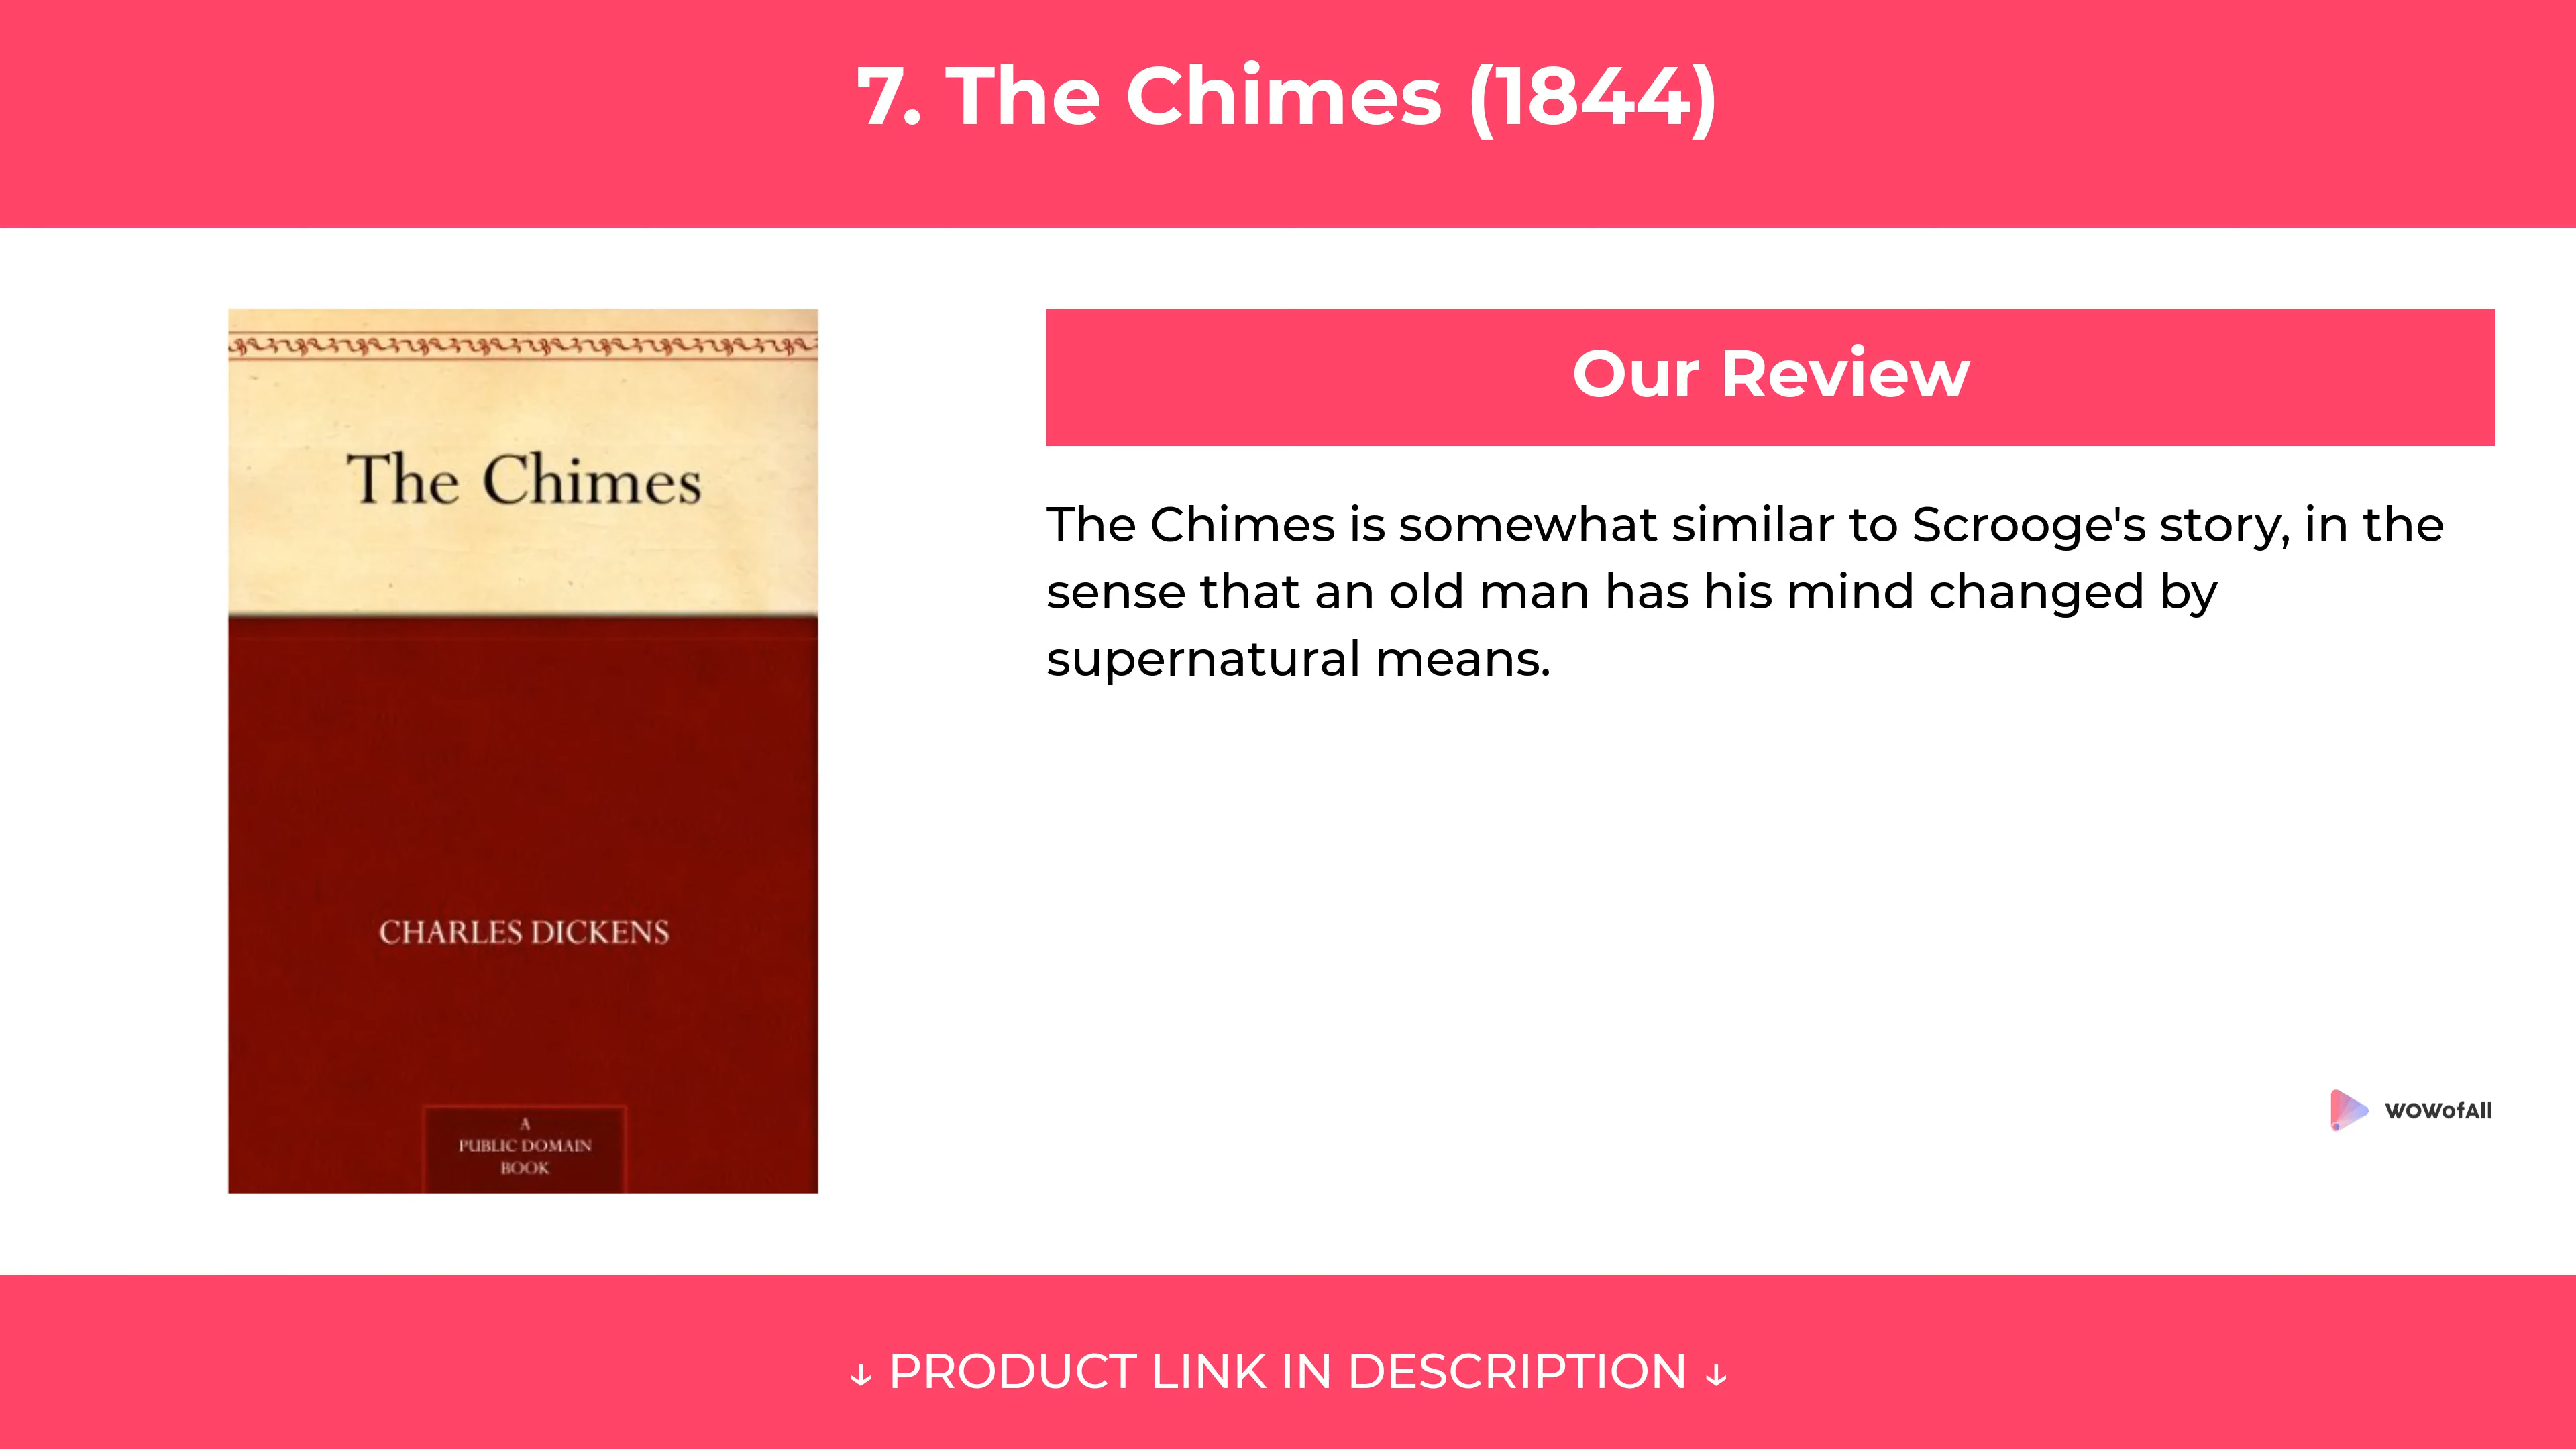 7. The Chimes (1844)
The Chimes
CHARLES DICKENS
A
PUBLIC DOMAIN
BOOK
Our Review
The Chimes is somewhat similar to Scrooge's story, in the
sense that an old man has his mind changed by
supernatural means.
wowofAll
↓ PRODUCT LINK IN DESCRIPTION ↓